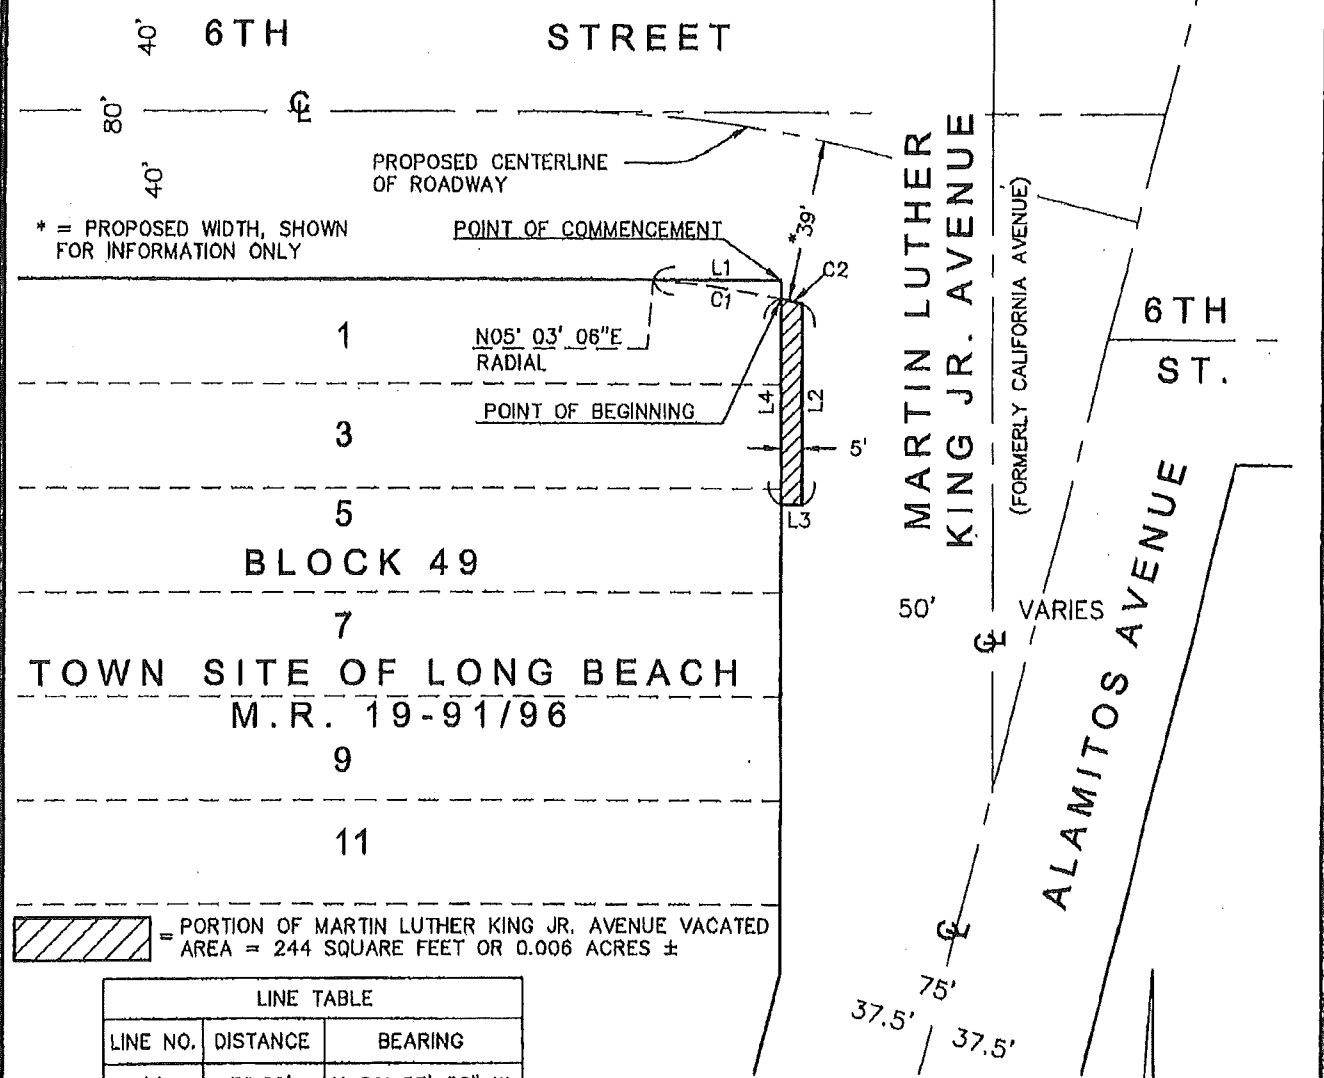 40'
6TH STREET
80'
℄
40'
PROPOSED CENTERLINE
OF ROADWAY
* = PROPOSED WIDTH, SHOWN
FOR INFORMATION ONLY
POINT OF COMMENCEMENT
*39'
L1
C1
C2
MARTIN LUTHER
KING JR. AVENUE
(FORMERLY CALIFORNIA AVENUE)
6TH
ST.
1
N05' 03' 06"E
RADIAL
POINT OF BEGINNING
L4
L2
3
5'
5
L3
BLOCK 49
7
50'
VARIES
℄
ALAMITOS AVENUE
TOWN SITE OF LONG BEACH
M.R. 19-91/96
9
11
℄
= PORTION OF MARTIN LUTHER KING JR. AVENUE VACATED
AREA = 244 SQUARE FEET OR 0.006 ACRES ±
75'
37.5'
37.5'
LINE TABLE
LINE NO. DISTANCE BEARING